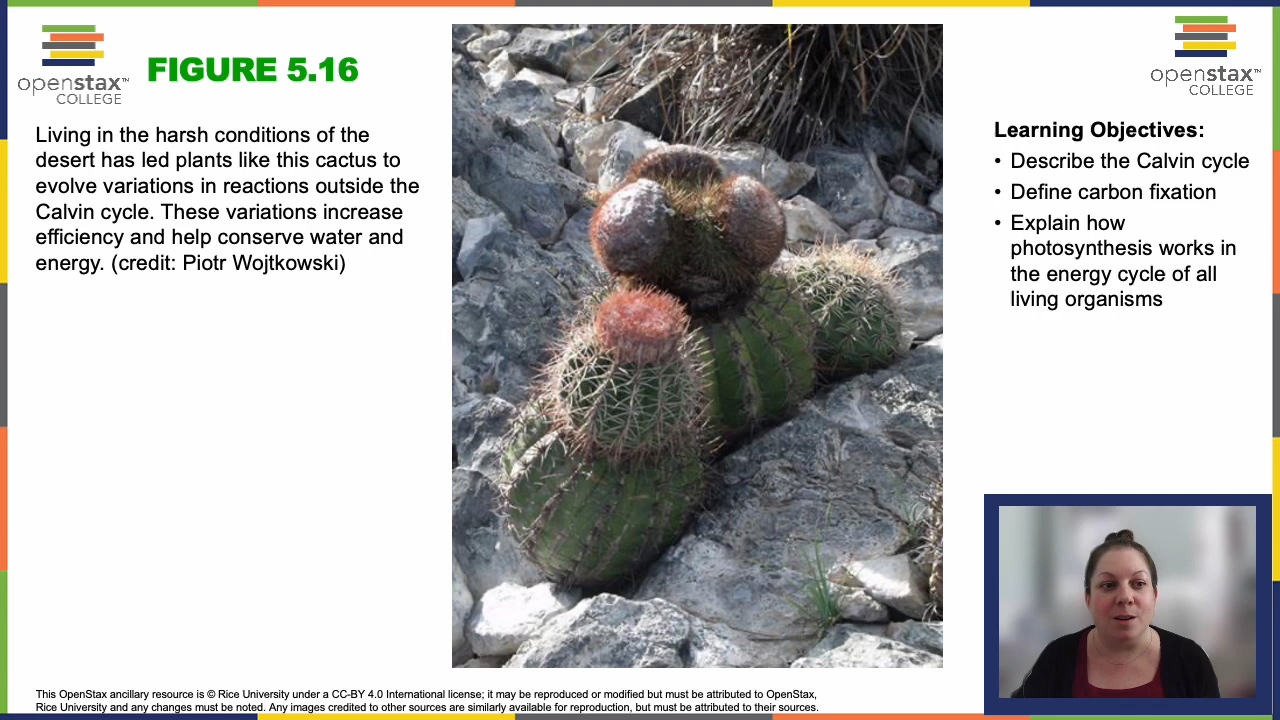 openstax™
COLLEGE
FIGURE 5.16
openstax™
COLLEGE
Living in the harsh conditions of the
desert has led plants like this cactus to
evolve variations in reactions outside the
Calvin cycle. These variations increase
efficiency and help conserve water and
energy. (credit: Piotr Wojtkowski)
Learning Objectives:
• Describe the Calvin cycle
• Define carbon fixation
• Explain how
photosynthesis works in
the energy cycle of all
living organisms
This OpenStax ancillary resource is © Rice University under a CC-BY 4.0 International license; it may be reproduced or modified but must be attributed to OpenStax,
Rice University and any changes must be noted. Any images credited to other sources are similarly available for reproduction, but must be attributed to their sources.